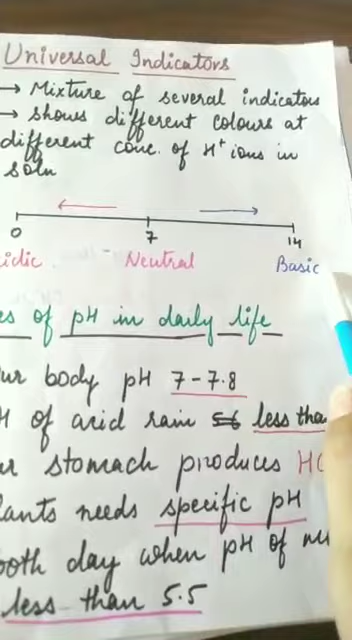 Universal Indicators
→ Mixture of several indicators
→ shows different colours at
different conc. of H⁺ ions in
soln
0 7 14
idic Neutral Basic
es of pH in daily life
ur body pH 7-7.8
H of acid rain less tha
r stomach produces HC
lants needs specific pH
ooth day when pH of
less than 5.5